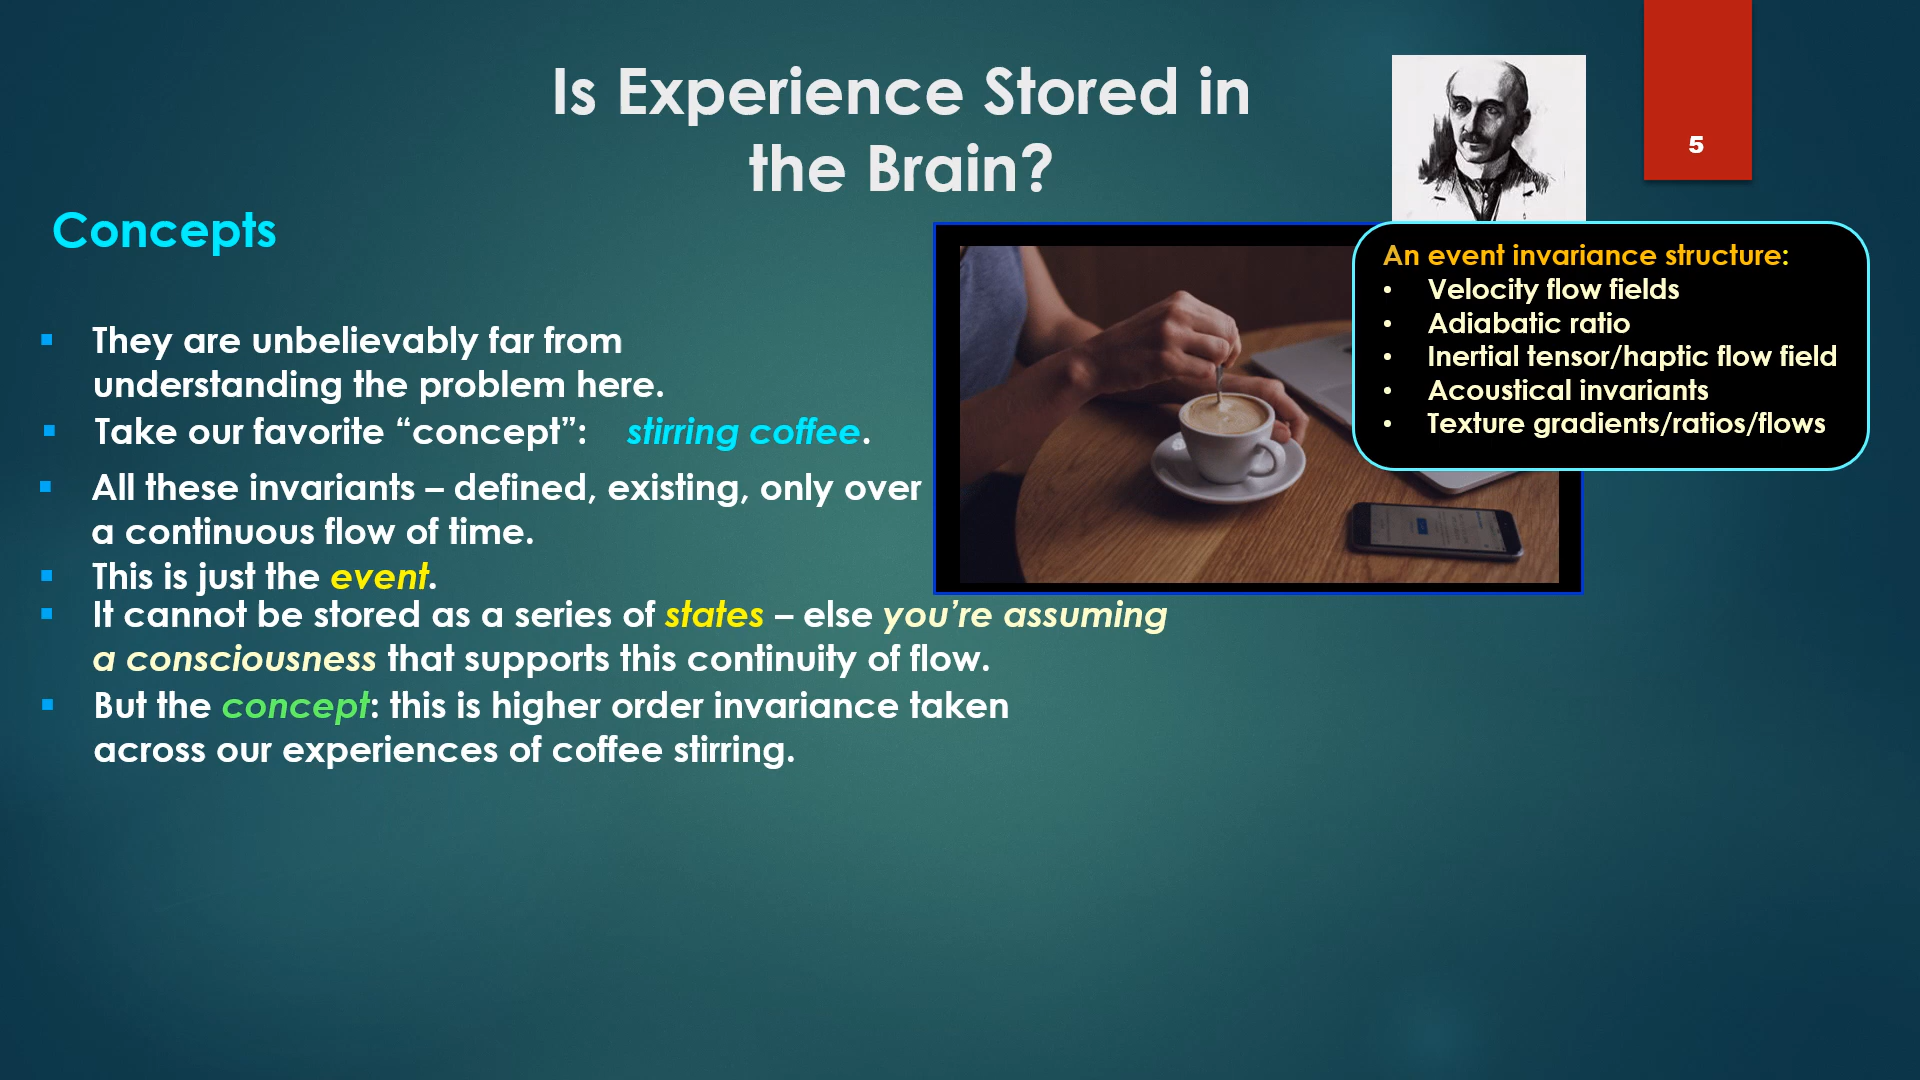 Is Experience Stored in
the Brain?
5
Concepts
▪ They are unbelievably far from
understanding the problem here.
▪ Take our favorite “concept”: stirring coffee.
▪ All these invariants – defined, existing, only over
a continuous flow of time.
▪ This is just the event.
▪ It cannot be stored as a series of states – else you’re assuming
a consciousness that supports this continuity of flow.
▪ But the concept: this is higher order invariance taken
across our experiences of coffee stirring.
An event invariance structure:
• Velocity flow fields
• Adiabatic ratio
• Inertial tensor/haptic flow field
• Acoustical invariants
• Texture gradients/ratios/flows